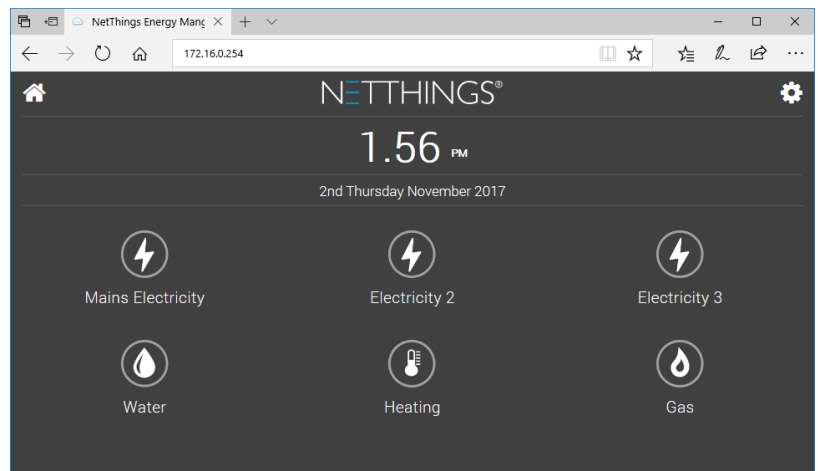 NetThings Energy Mang
172.16.0.254
NETTHINGS®
1.56 PM
2nd Thursday November 2017
Mains Electricity
Electricity 2
Electricity 3
Water
Heating
Gas